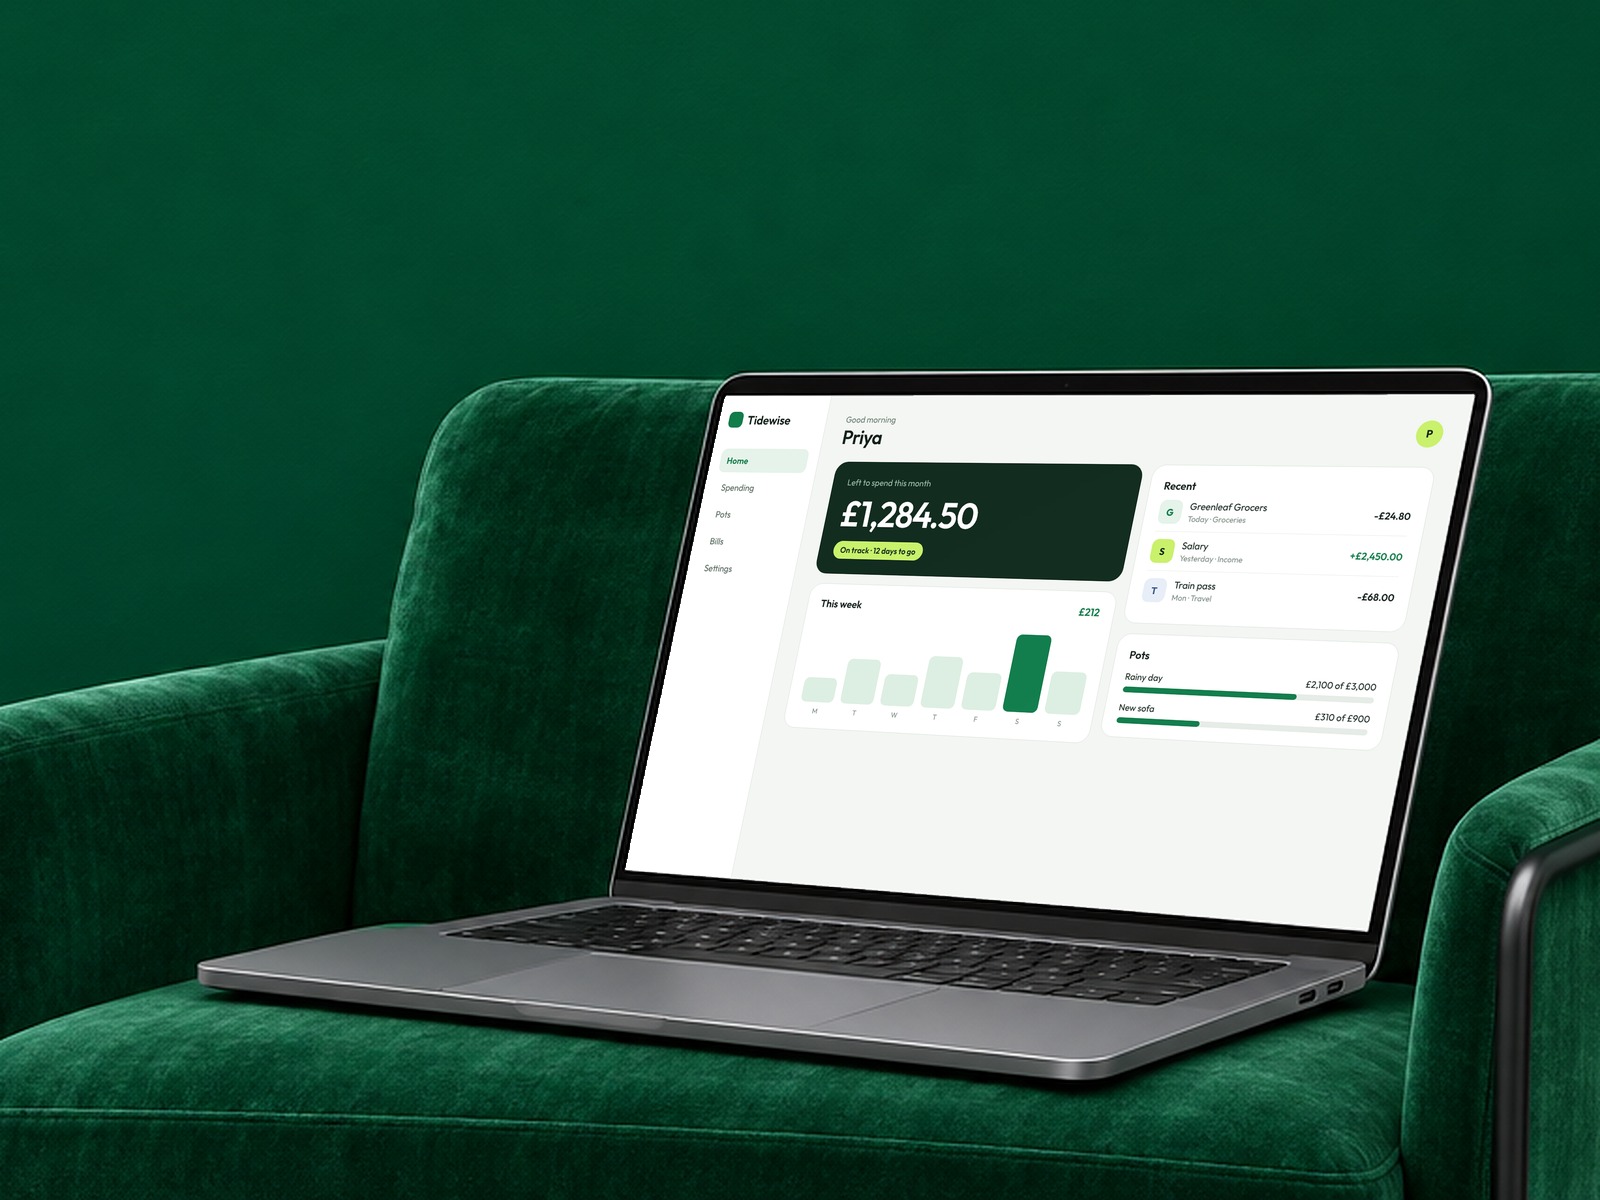 Tidewise
Home
Spending
Pots
Bills
Settings
Good morning
Priya
P
Left to spend this month
£1,284.50
On track · 12 days to go
This week
£212
M T W T F S S
Recent
G
Greenleaf Grocers
Today · Groceries
-£24.80
S
Salary
Yesterday · Income
+£2,450.00
T
Train pass
Mon · Travel
-£68.00
Pots
Rainy day
£2,100 of £3,000
New sofa
£310 of £900